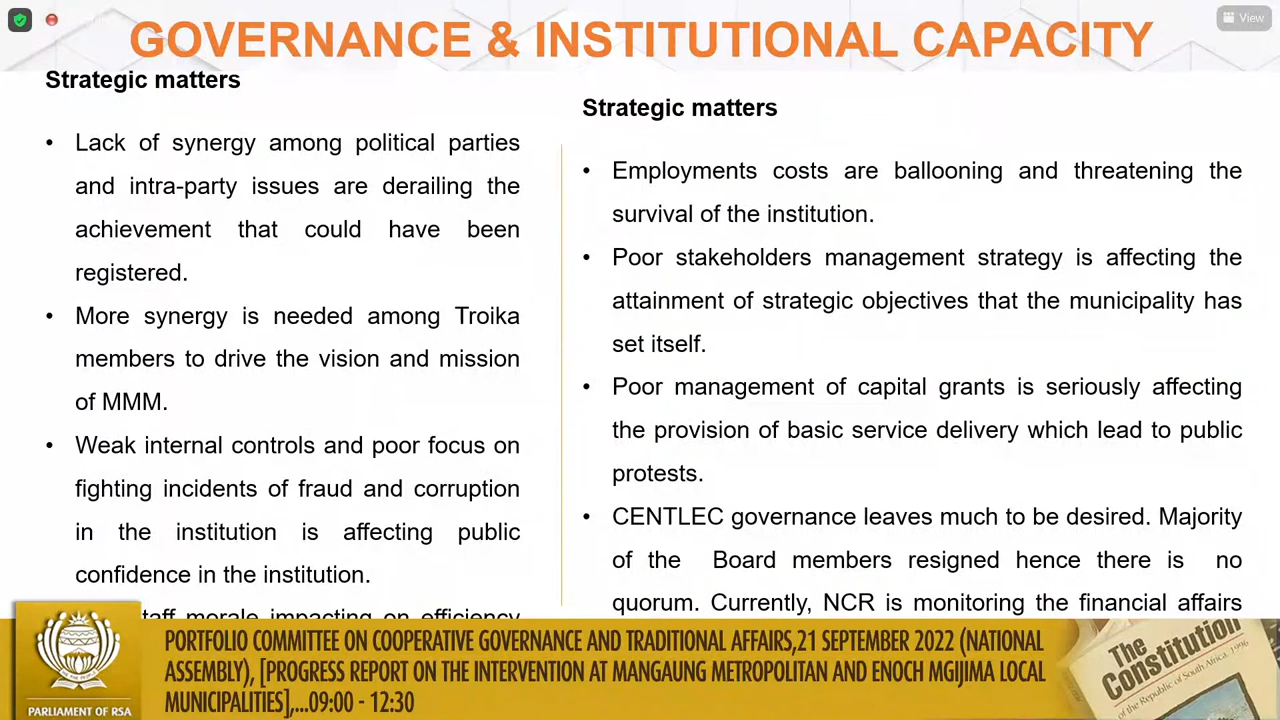 View
GOVERNANCE & INSTITUTIONAL CAPACITY
Strategic matters
• Lack of synergy among political parties
and intra-party issues are derailing the
achievement that could have been
registered.
• More synergy is needed among Troika
members to drive the vision and mission
of MMM.
• Weak internal controls and poor focus on
fighting incidents of fraud and corruption
in the institution is affecting public
confidence in the institution.
staff morale impacting on efficiency
Strategic matters
• Employments costs are ballooning and threatening the
survival of the institution.
• Poor stakeholders management strategy is affecting the
attainment of strategic objectives that the municipality has
set itself.
• Poor management of capital grants is seriously affecting
the provision of basic service delivery which lead to public
protests.
• CENTLEC governance leaves much to be desired. Majority
of the Board members resigned hence there is no
quorum. Currently, NCR is monitoring the financial affairs
PORTFOLIO COMMITTEE ON COOPERATIVE GOVERNANCE AND TRADITIONAL AFFAIRS,21 SEPTEMBER 2022 (NATIONAL
ASSEMBLY), [PROGRESS REPORT ON THE INTERVENTION AT MANGAUNG METROPOLITAN AND ENOCH MGIJIMA LOCAL
MUNICIPALITIES],...09:00 - 12:30
PARLIAMENT OF RSA
The
Constitution
of the Republic of South Africa, 1996